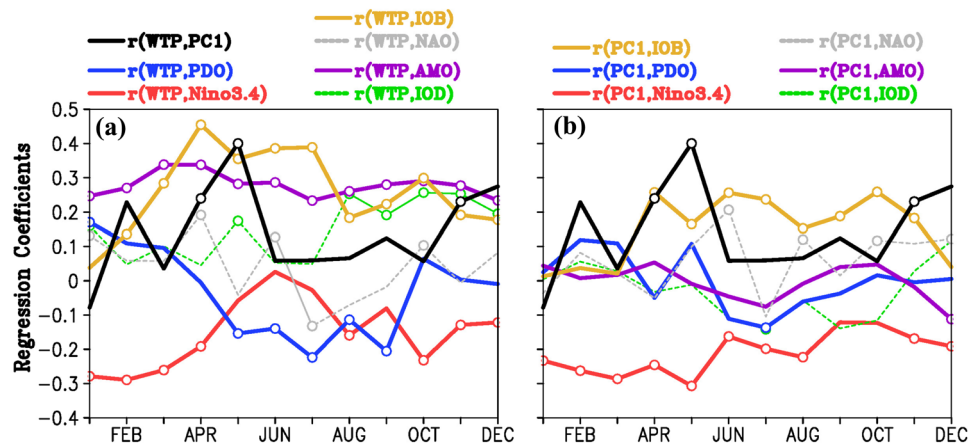 r(WTP,IOB)
r(WTP,PC1) r(WTP,NAO)
r(WTP,PDO) r(WTP,AMO)
r(WTP,Nino3.4) r(WTP,IOD)
r(PC1,IOB) r(PC1,NAO)
r(PC1,PDO) r(PC1,AMO)
r(PC1,Nino3.4) r(PC1,IOD)
Regression Coefficients
0.5
0.4
0.3
0.2
0.1
0
-0.1
-0.2
-0.3
-0.4
(a)
FEB APR JUN AUG OCT DEC
(b)
FEB APR JUN AUG OCT DEC